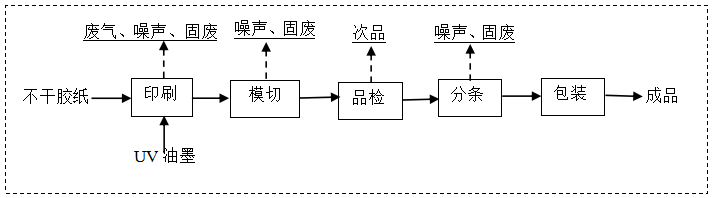 废气、噪声、固废
噪声、固废
次品
噪声、固废
不干胶纸
印刷
模切
品检
分条
包装
成品
UV 油墨